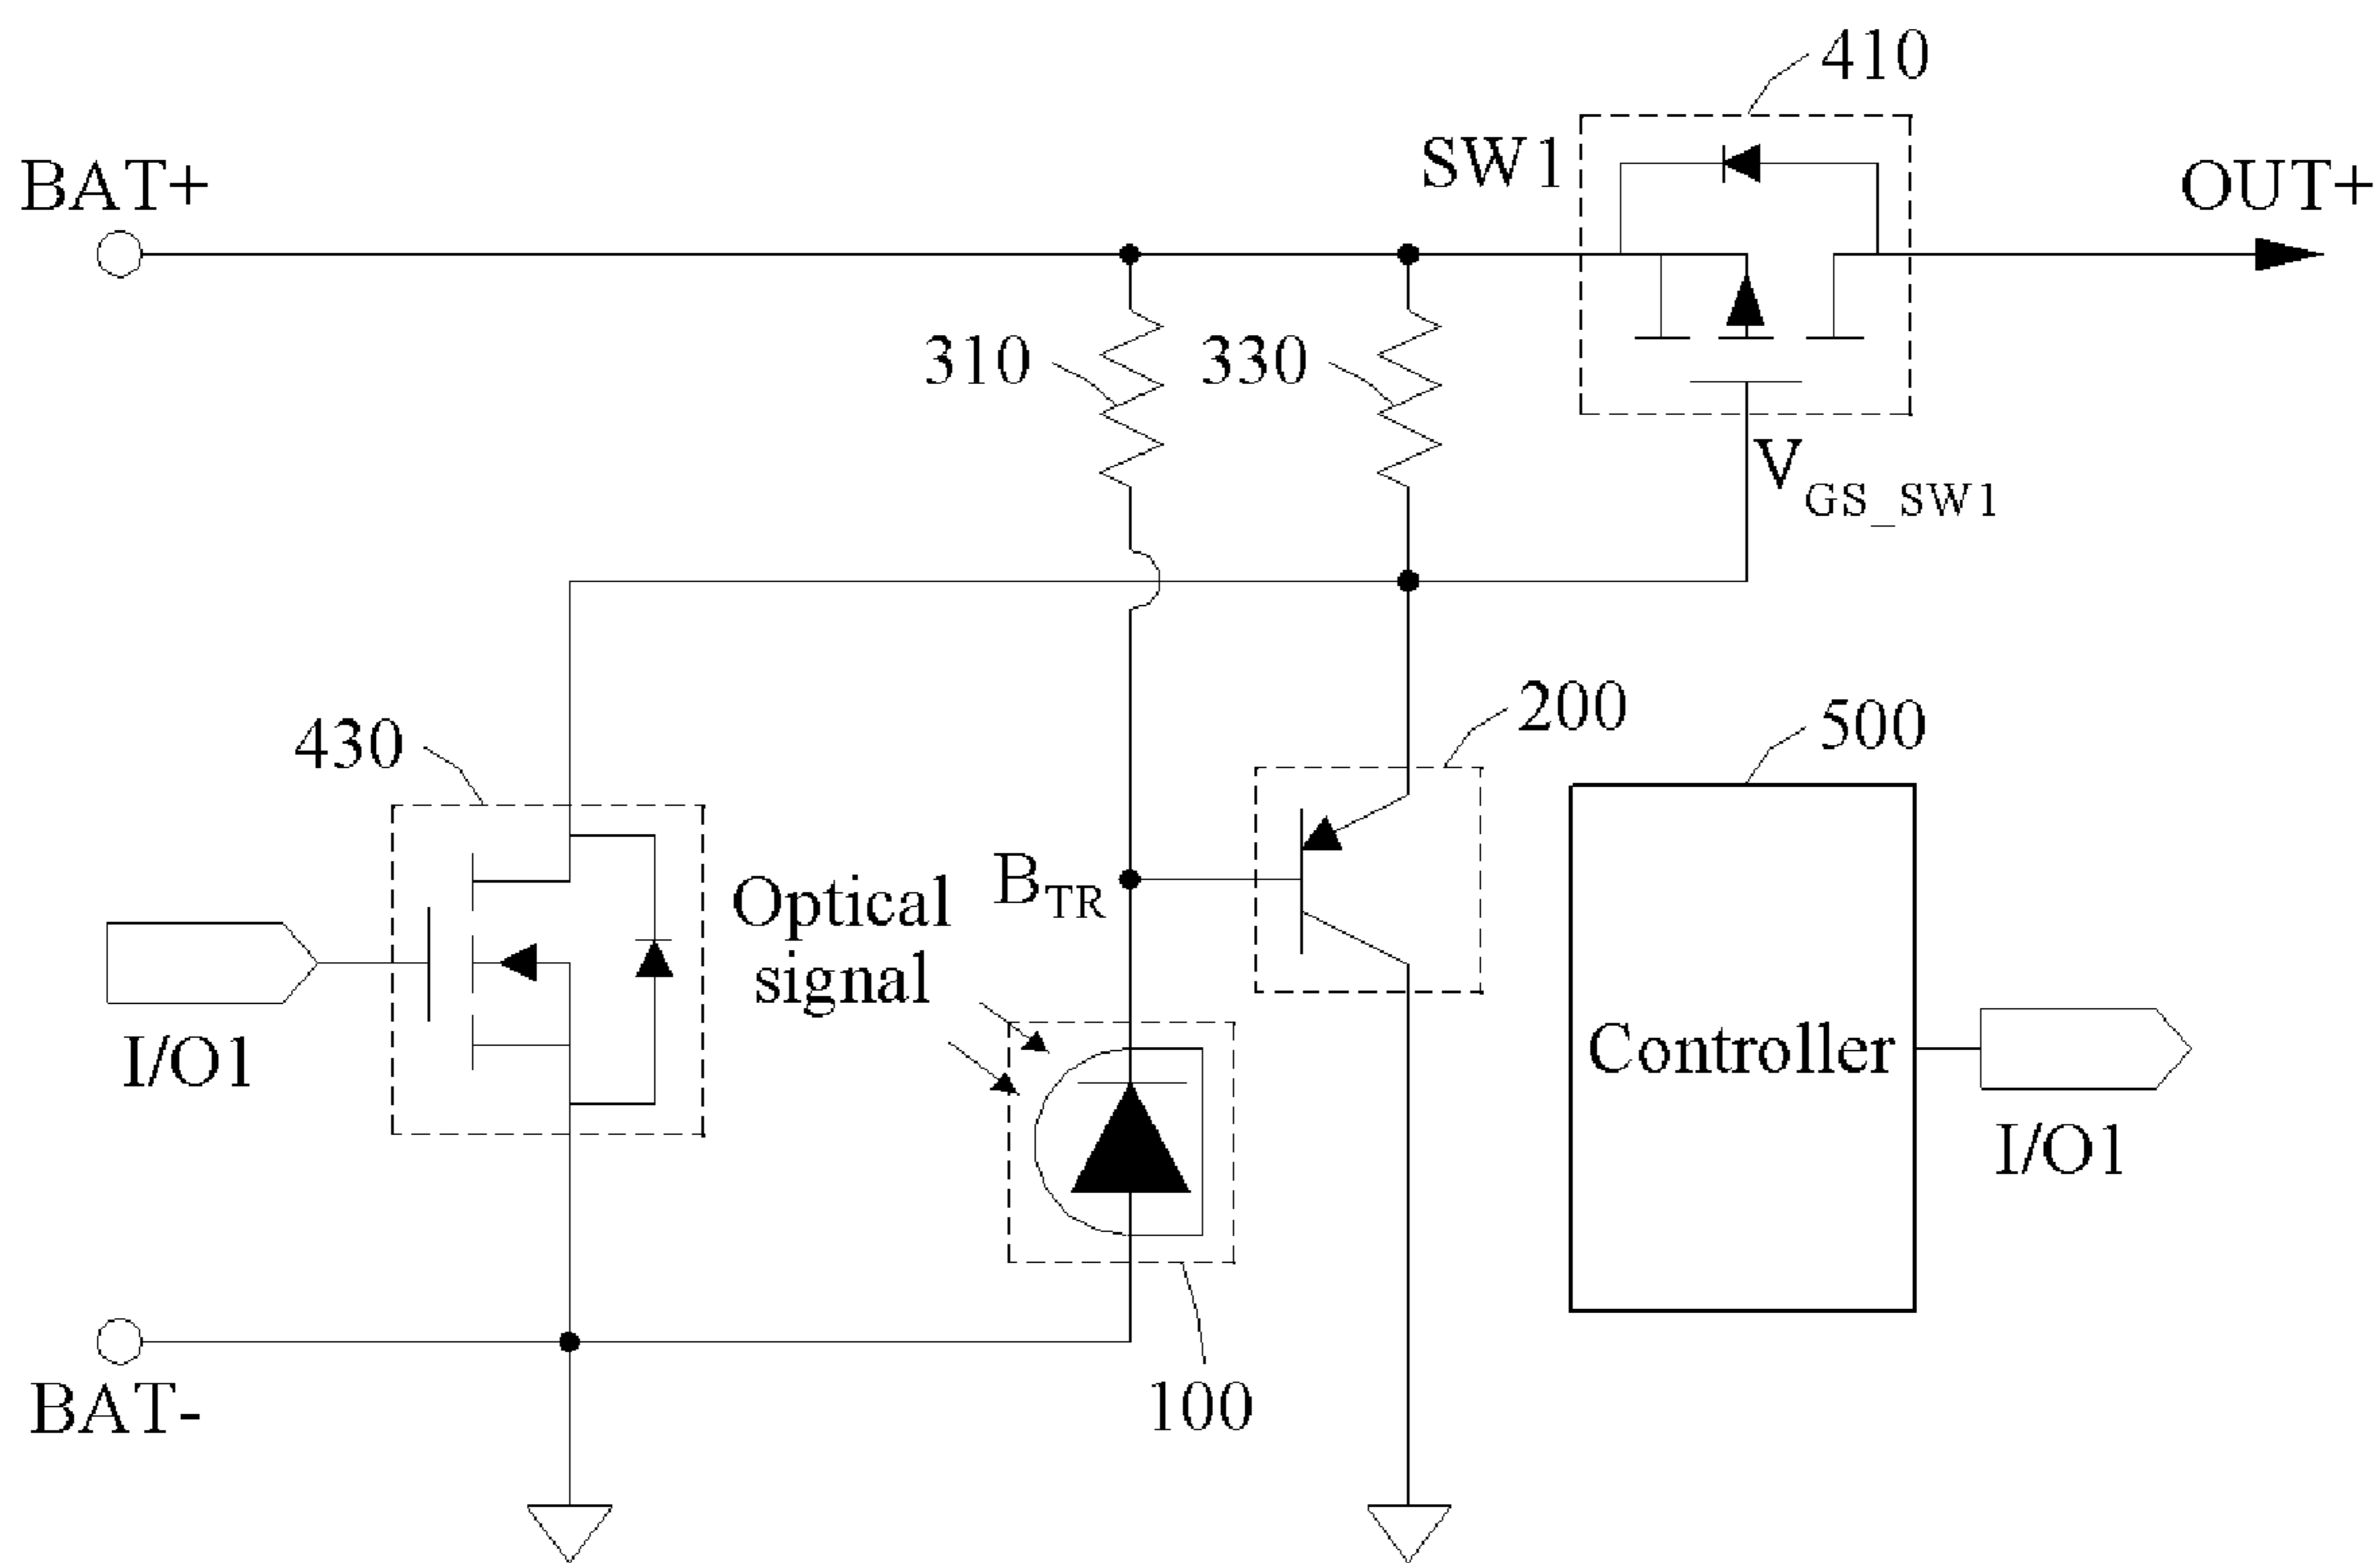 410
SW1
BAT+
OUT+
310
330
VGS_SW1
200
500
430
Optical
signal
BTR
I/O1
Controller
I/O1
BAT-
100